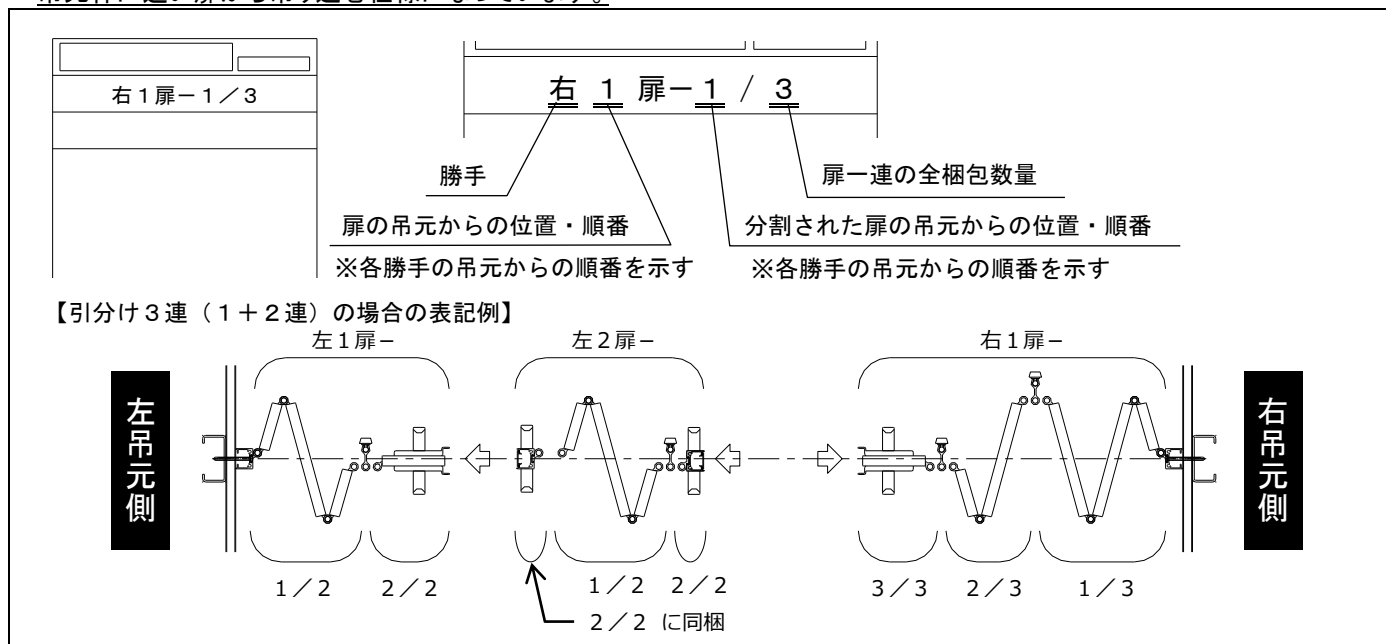 右１扉－１／３
右 １ 扉－１ / ３
勝手
扉一連の全梱包数量
扉の吊元からの位置・順番
分割された扉の吊元からの位置・順番
※各勝手の吊元からの順番を示す
※各勝手の吊元からの順番を示す
【引分け３連（１＋２連）の場合の表記例】
左１扉－
左２扉－
右１扉－
左吊元側
右吊元側
１／２
２／２
１／２
２／２
３／３
２／３
１／３
２／２ に同梱